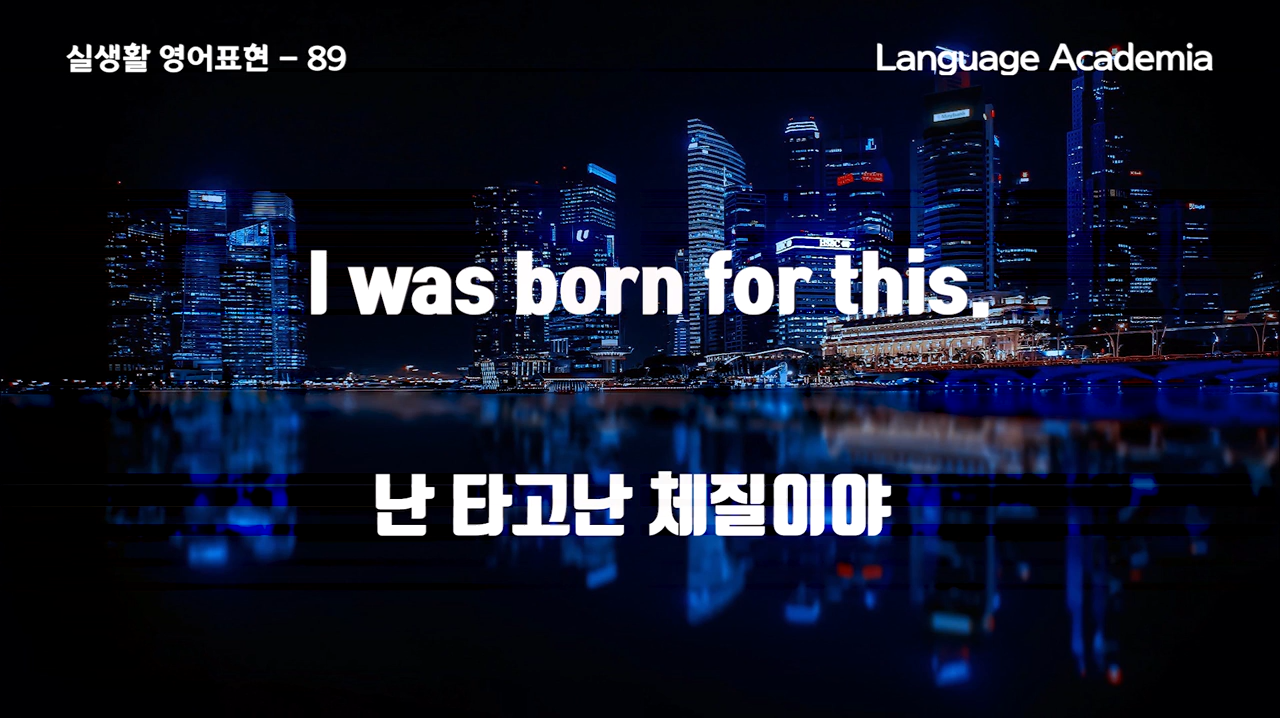 실생활 영어표현 – 89
Language Academia
I was born for this.
난 타고난 체질이야
HSBC